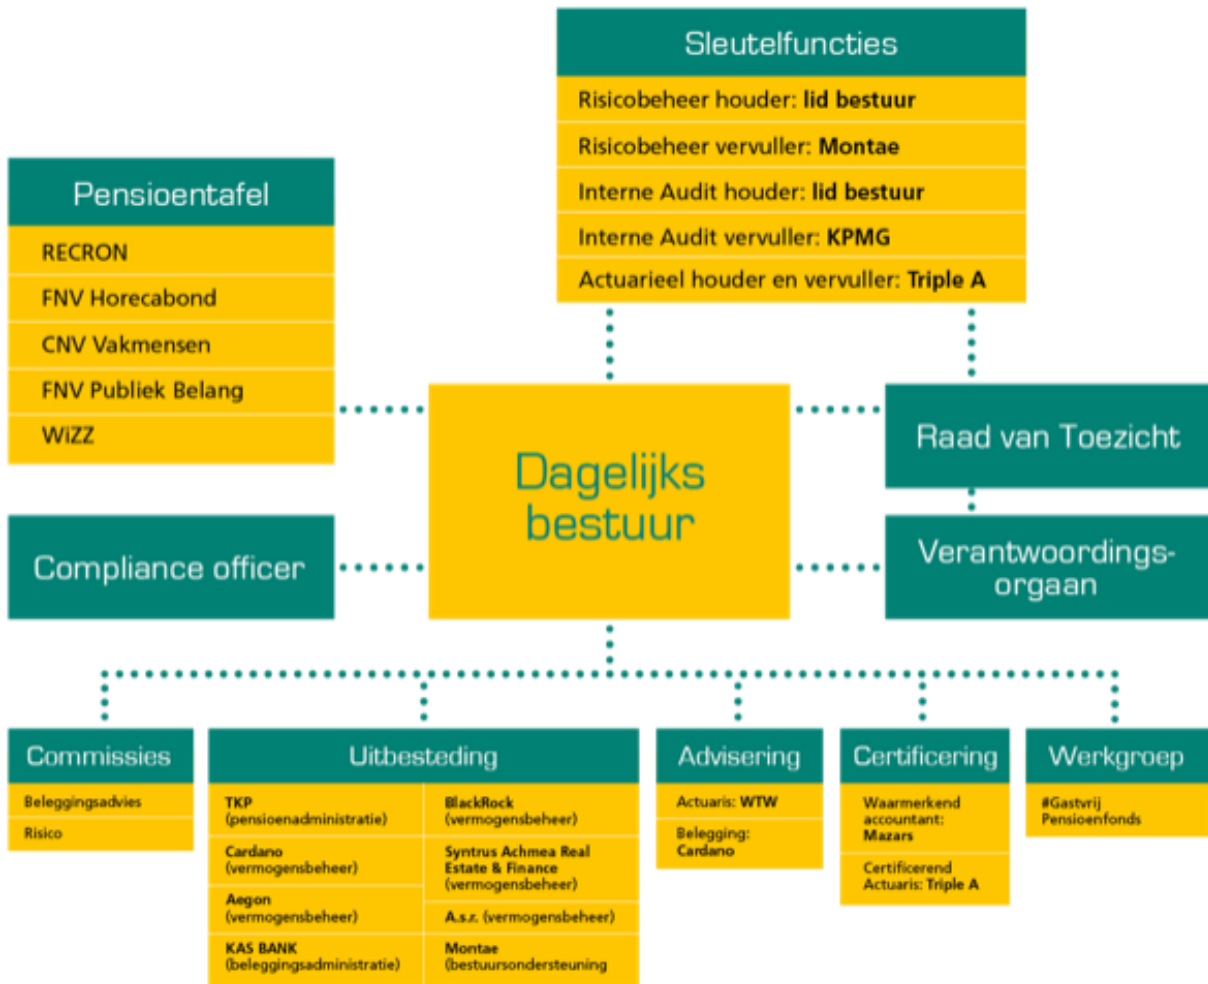 Sleutelfuncties
Risicobeheer houder: lid bestuur
Risicobeheer vervuller: Montae
Interne Audit houder: lid bestuur
Interne Audit vervuller: KPMG
Actuarieel houder en vervuller: Triple A
Pensioentafel
RECRON
FNV Horecabond
CNV Vakmensen
FNV Publiek Belang
WiZZ
Dagelijks
bestuur
Raad van Toezicht
Compliance officer
Verantwoordings-
orgaan
Commissies
Beleggingsadvies
Risico
Uitbesteding
TKP
(pensioenadministratie)
Cardano
(vermogensbeheer)
Aegon
(vermogensbeheer)
KAS BANK
(beleggingsadministratie)
BlackRock
(vermogensbeheer)
Syntrus Achmea Real
Estate & Finance
(vermogensbeheer)
A.s.r. (vermogensbeheer)
Montae
(bestuursondersteuning
Advisering
Actuaris: WTW
Belegging:
Cardano
Certificering
Waarmerkend
accountant:
Mazars
Certificerend
Actuaris: Triple A
Werkgroep
#Gastvrij
Pensioenfonds